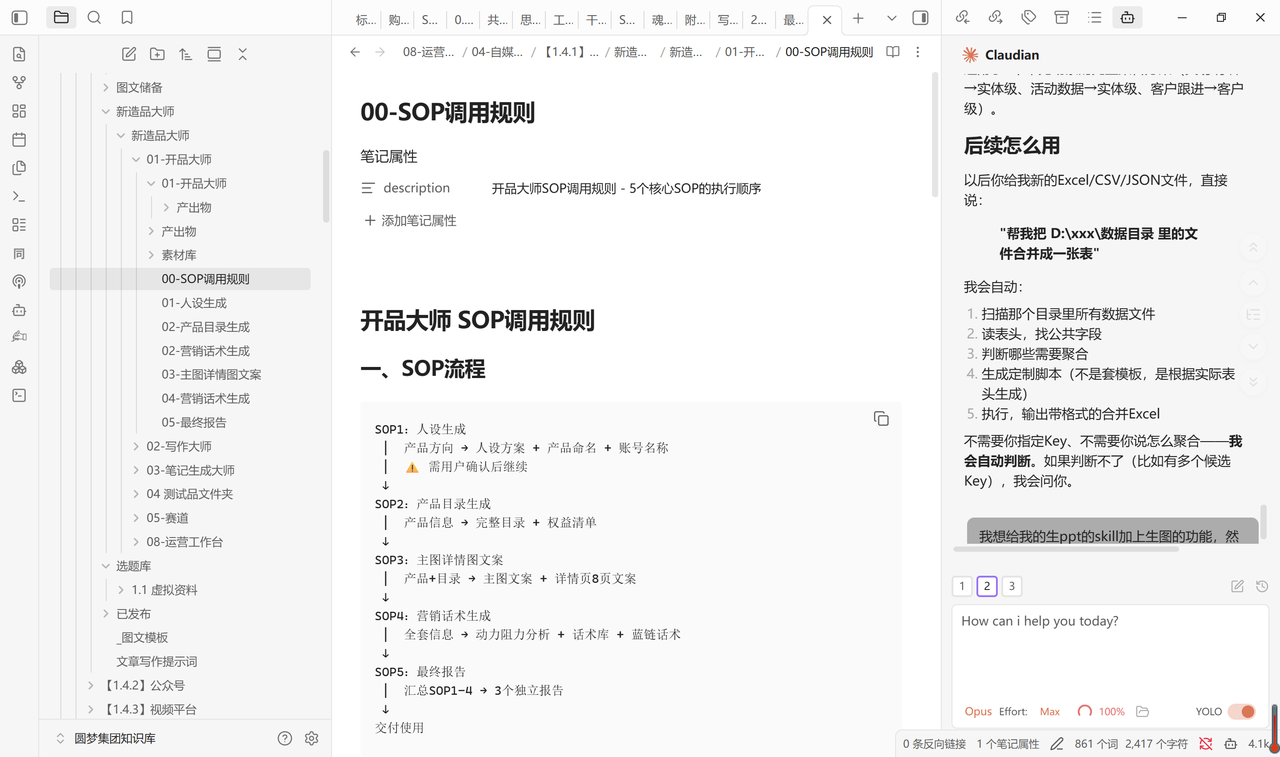 标...
购...
S...
0....
共...
思...
工...
干...
S...
魂...
附...
写...
2...
最...
08-运营...
/ 04-自媒...
/ 【1.4.1】...
/ 新造...
/ 新造...
/ 01-开...
/ 00-SOP调用规则
图文储备
新造品大师
新造品大师
01-开品大师
01-开品大师
产出物
产出物
素材库
00-SOP调用规则
01-人设生成
02-产品目录生成
02-营销话术生成
03-主图详情图文案
04-营销话术生成
05-最终报告
02-写作大师
03-笔记生成大师
04 测试品文件夹
05-赛道
08-运营工作台
选题库
1.1 虚拟资料
已发布
_图文模板
文章写作提示词
【1.4.2】公众号
【1.4.3】视频平台
圆梦集团知识库
00-SOP调用规则
笔记属性
description 开品大师SOP调用规则 - 5个核心SOP的执行顺序
添加笔记属性
开品大师 SOP调用规则
一、SOP流程
SOP1: 人设生成
│ 产品方向 → 人设方案 + 产品命名 + 账号名称
│ ⚠️ 需用户确认后继续
↓
SOP2: 产品目录生成
│ 产品信息 → 完整目录 + 权益清单
↓
SOP3: 主图详情图文案
│ 产品+目录 → 主图文案 + 详情页8页文案
↓
SOP4: 营销话术生成
│ 全套信息 → 动力阻力分析 + 话术库 + 蓝链话术
↓
SOP5: 最终报告
│ 汇总SOP1-4 → 3个独立报告
↓
交付使用
Claudian
→实体级、活动数据→实体级、客户跟进→客户
级）。
后续怎么用
以后你给我新的Excel/CSV/JSON文件，直接
说：
"帮我把 D:\xxx\数据目录 里的文
件合并成一张表"
我会自动：
1. 扫描那个目录里所有数据文件
2. 读表头，找公共字段
3. 判断哪些需要聚合
4. 生成定制脚本（不是套模板，是根据实际表
头生成）
5. 执行，输出带格式的合并Excel
不需要你指定Key、不需要你说怎么聚合——我
会自动判断。如果判断不了（比如有多个候选
Key），我会问你。
我想给我的生ppt的skill加上生图的功能，然
1 2 3
How can i help you today?
Opus Effort: Max 100% YOLO
0 条反向链接 1 个笔记属性 861 个词 2,417 个字符 4.1k